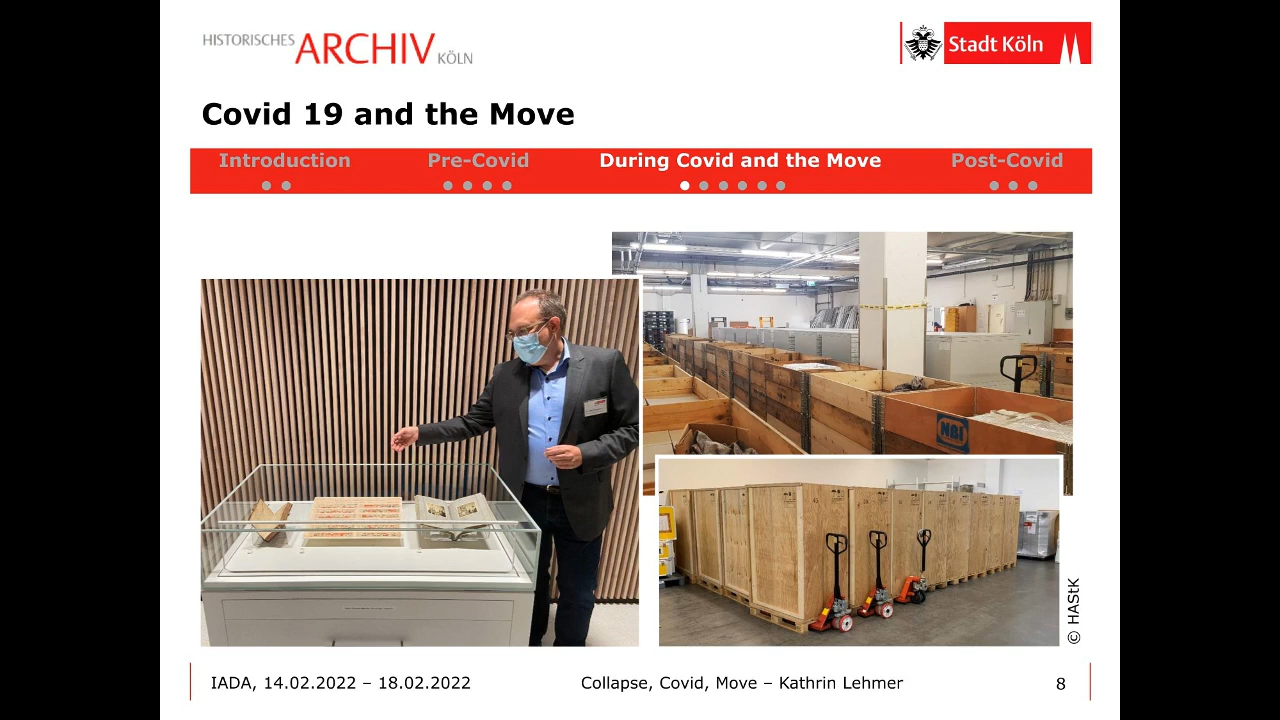 HISTORISCHES ARCHIV KÖLN
Stadt Köln
Covid 19 and the Move
Introduction Pre-Covid During Covid and the Move Post-Covid
NBI
© HAStK
IADA, 14.02.2022 – 18.02.2022 Collapse, Covid, Move – Kathrin Lehmer 8